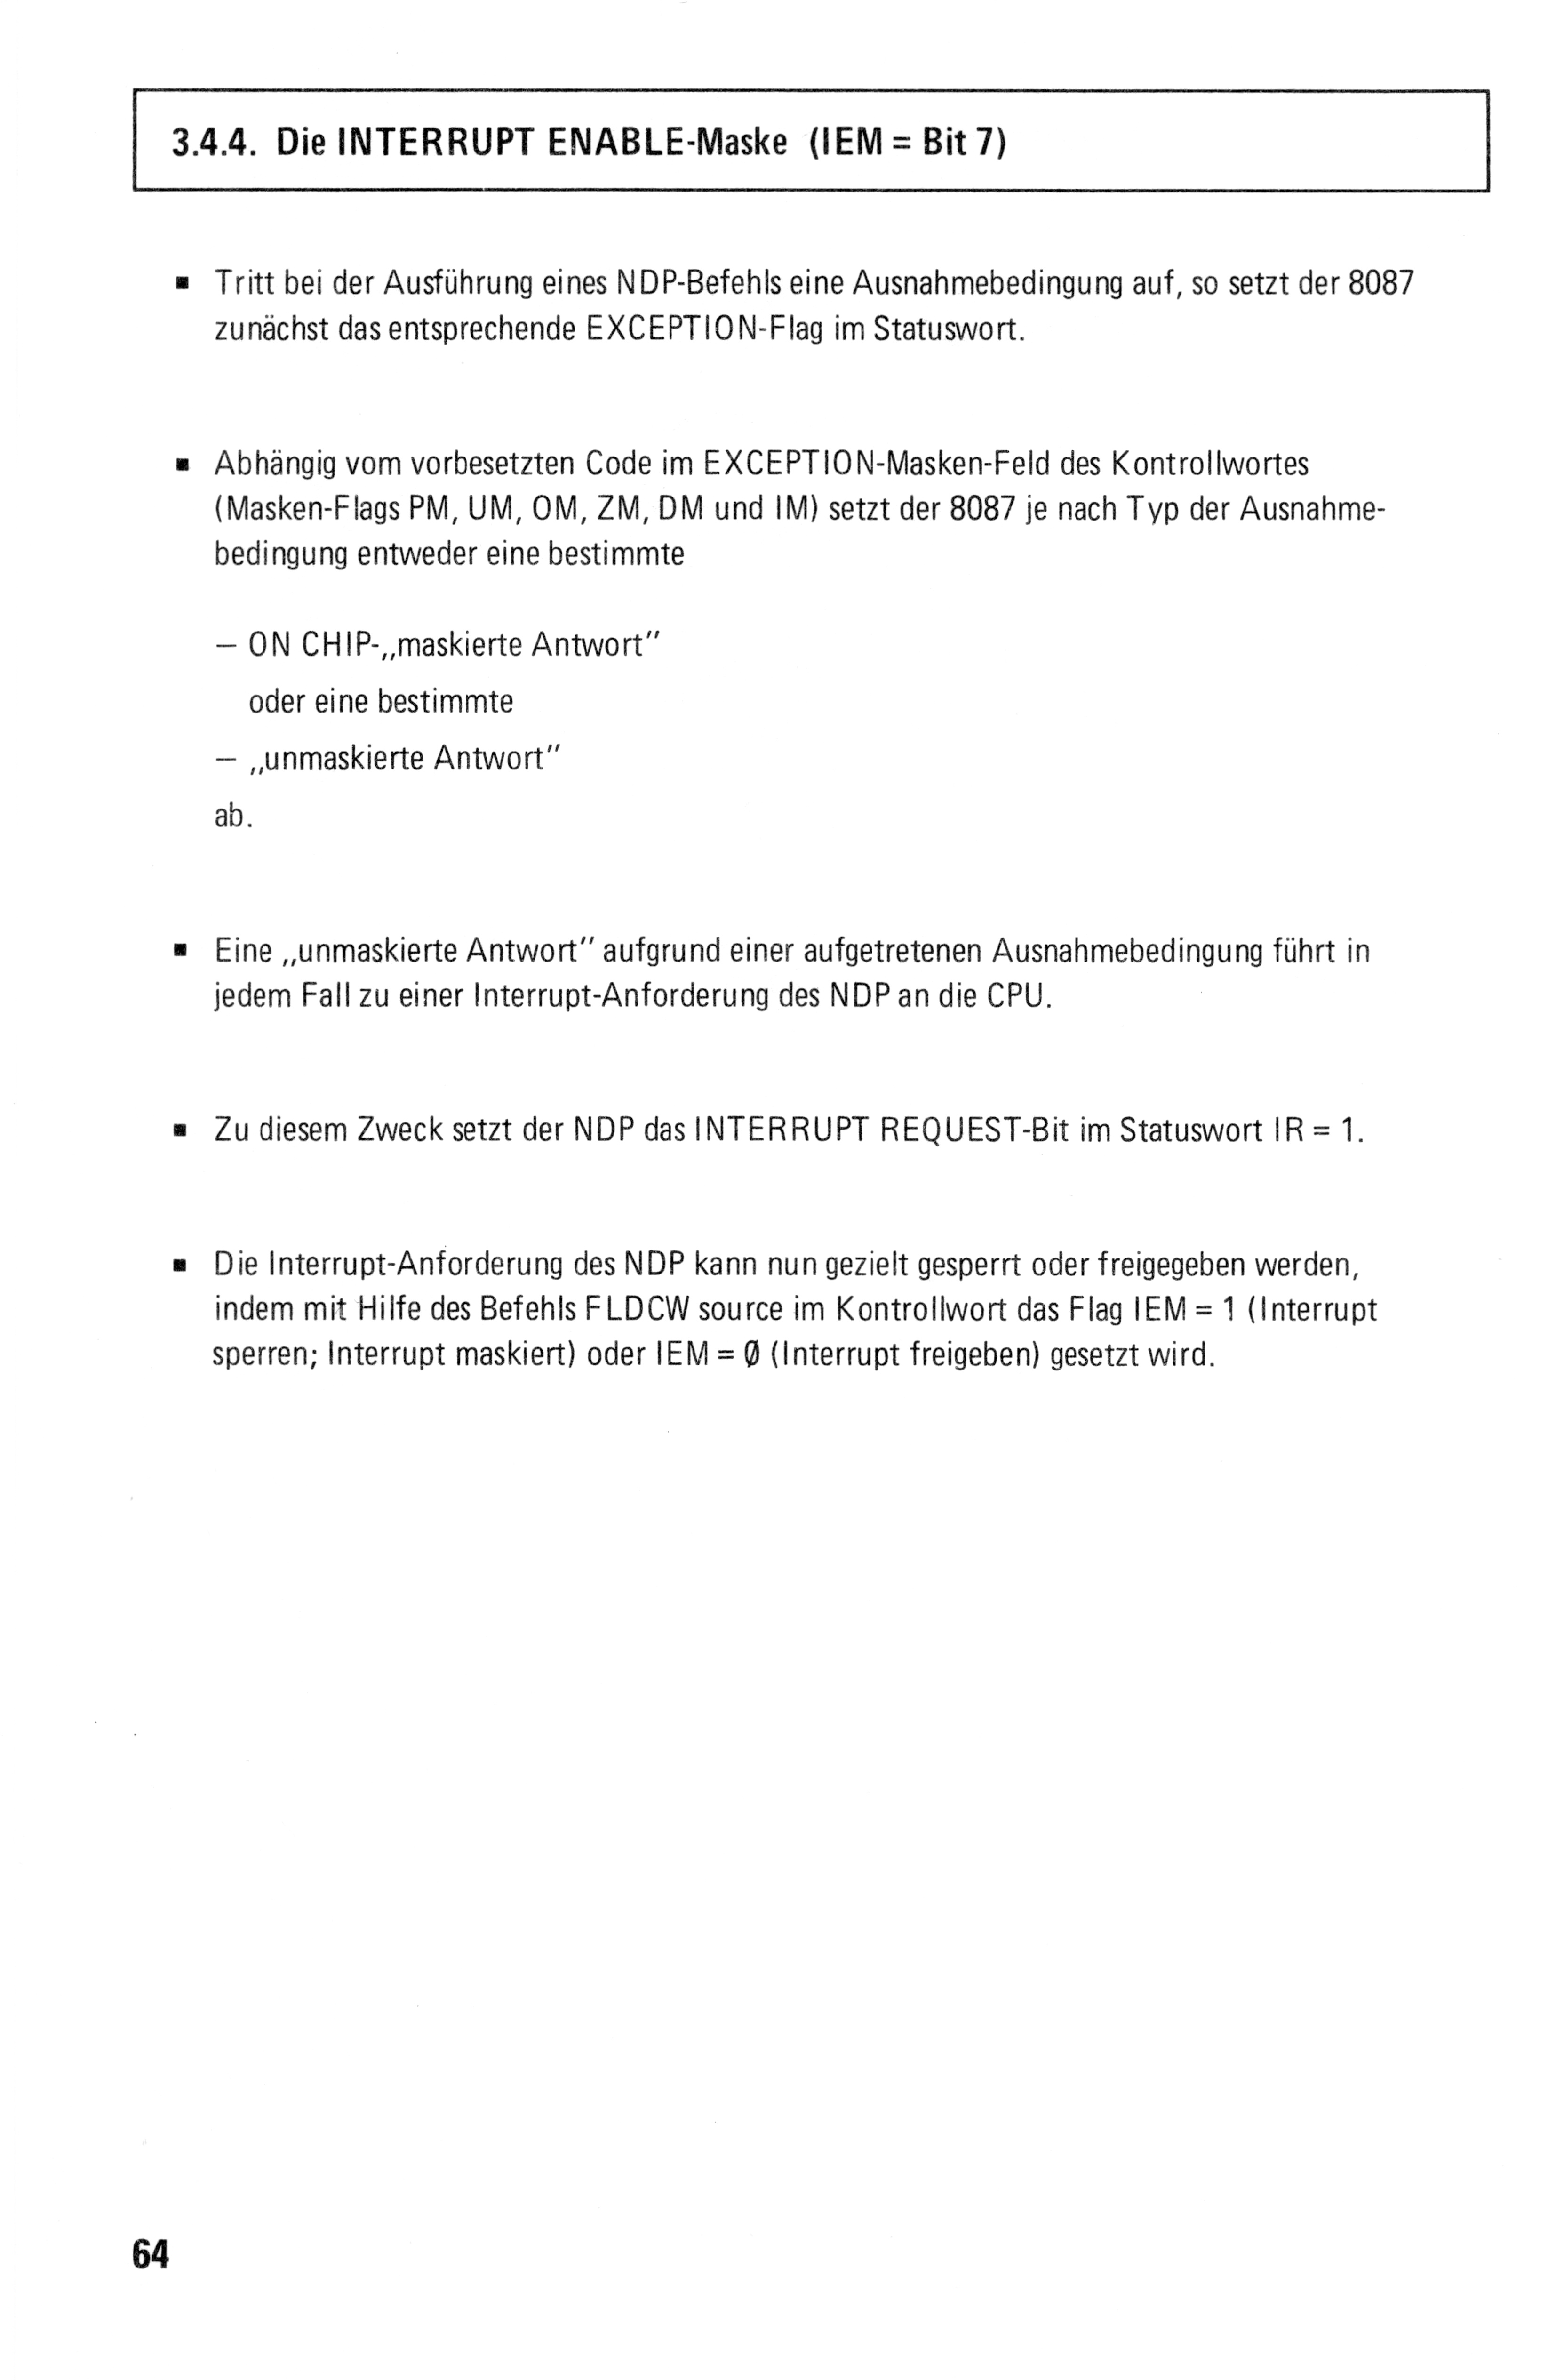 3.4.4. Die INTERRUPT ENABLE-Maske (IEM = Bit 7)
▪ Tritt bei der Ausführung eines NDP-Befehls eine Ausnahmebedingung auf, so setzt der 8087
zunächst das entsprechende EXCEPTION-Flag im Statuswort.
▪ Abhängig vom vorbesetzten Code im EXCEPTION-Masken-Feld des Kontrollwortes
(Masken-Flags PM, UM, OM, ZM, DM und IM) setzt der 8087 je nach Typ der Ausnahme-
bedingung entweder eine bestimmte
— ON CHIP-„maskierte Antwort"
oder eine bestimmte
— „unmaskierte Antwort"
ab.
▪ Eine „unmaskierte Antwort" aufgrund einer aufgetretenen Ausnahmebedingung führt in
jedem Fall zu einer Interrupt-Anforderung des NDP an die CPU.
▪ Zu diesem Zweck setzt der NDP das INTERRUPT REQUEST-Bit im Statuswort IR = 1.
▪ Die Interrupt-Anforderung des NDP kann nun gezielt gesperrt oder freigegeben werden,
indem mit Hilfe des Befehls FLDCW source im Kontrollwort das Flag IEM = 1 (Interrupt
sperren; Interrupt maskiert) oder IEM = Ø (Interrupt freigeben) gesetzt wird.
64